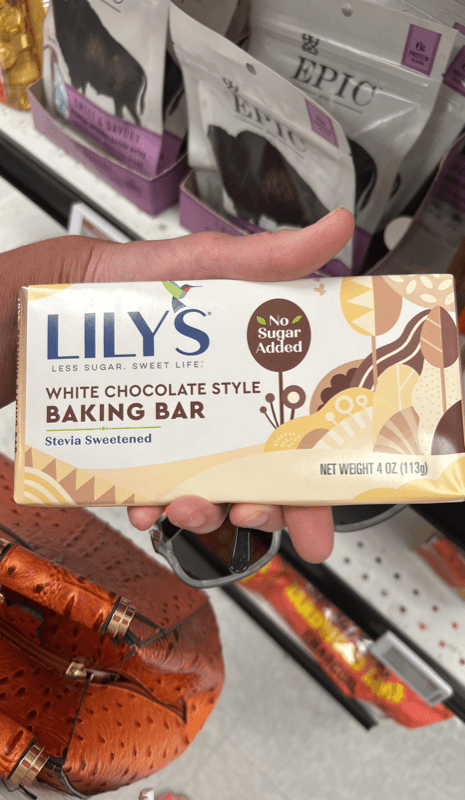 EPIC
EPIC
LILY'S
LESS SUGAR. SWEET LIFE.
No
Sugar
Added
WHITE CHOCOLATE STYLE
BAKING BAR
Stevia Sweetened
NET WEIGHT 4 OZ (113g)